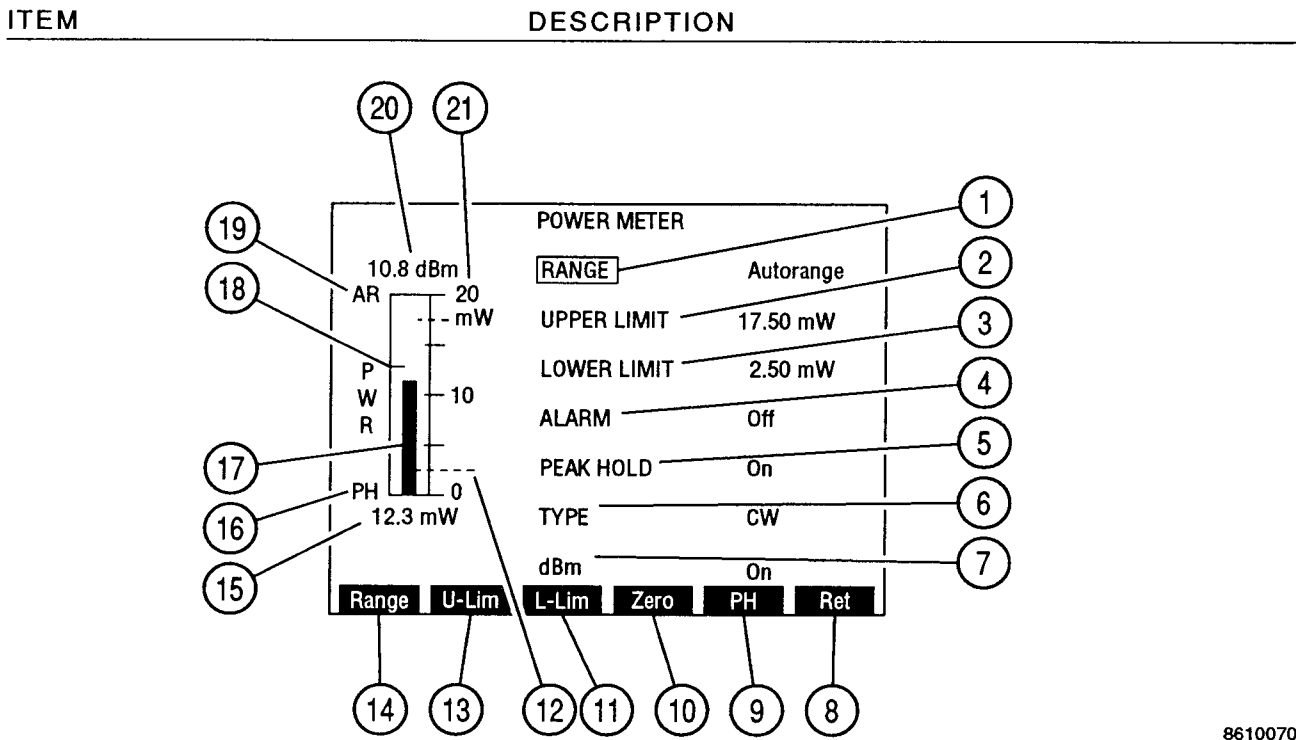 ITEM DESCRIPTION
20 21
19
18
17
16
15
10.8 dBm
AR 20
mW
P
W
R
10
PH 0
12.3 mW
POWER METER
RANGE Autorange
UPPER LIMIT 17.50 mW
LOWER LIMIT 2.50 mW
ALARM Off
PEAK HOLD On
TYPE CW
dBm On
1
2
3
4
5
6
7
Range U-Lim L-Lim Zero PH Ret
14 13 12 11 10 9 8
8610070